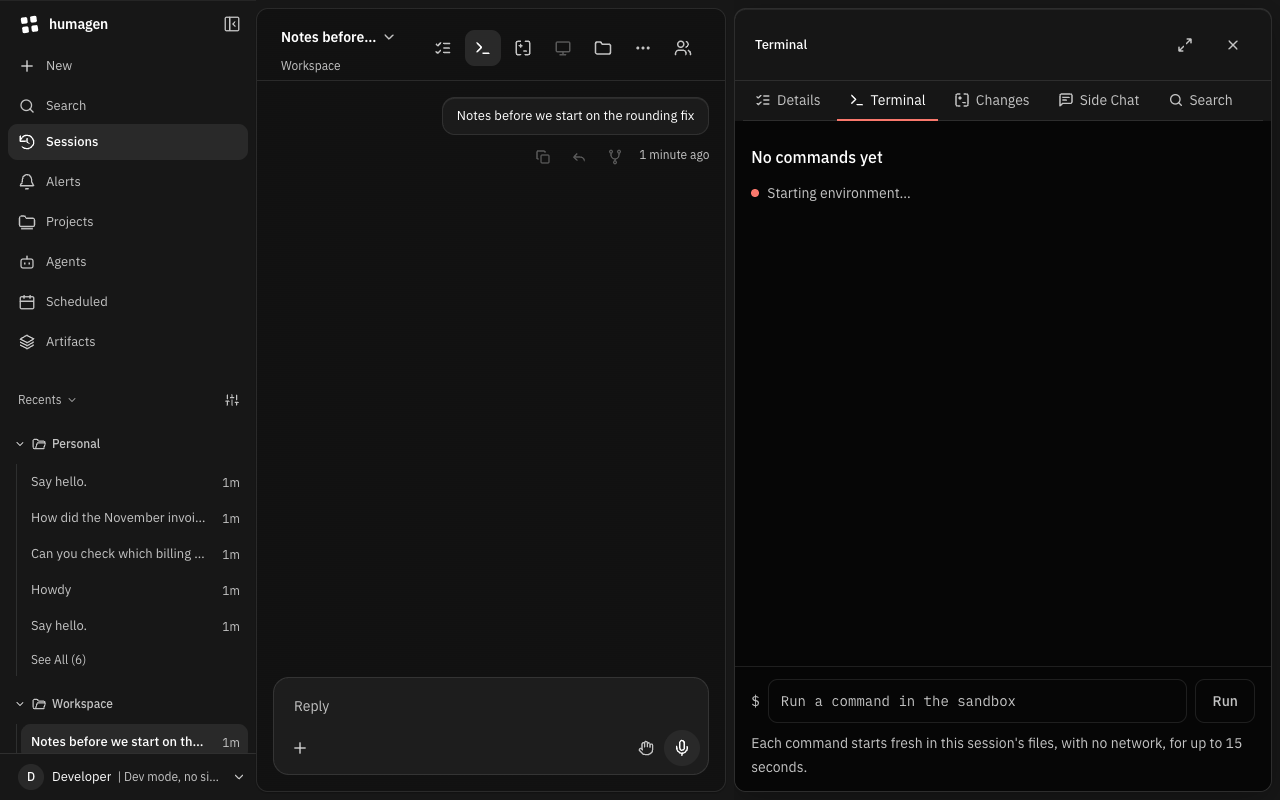 humagen
New
Search
Sessions
Alerts
Projects
Agents
Scheduled
Artifacts
Recents
Personal
Say hello. 1m
How did the November invoi... 1m
Can you check which billing ... 1m
Howdy 1m
Say hello. 1m
See All (6)
Workspace
Notes before we start on th... 1m
D Developer | Dev mode, no si...
Notes before...
Workspace
Notes before we start on the rounding fix
1 minute ago
Reply
Terminal
Details Terminal Changes Side Chat Search
No commands yet
Starting environment...
$ Run a command in the sandbox Run
Each command starts fresh in this session's files, with no network, for up to 15
seconds.